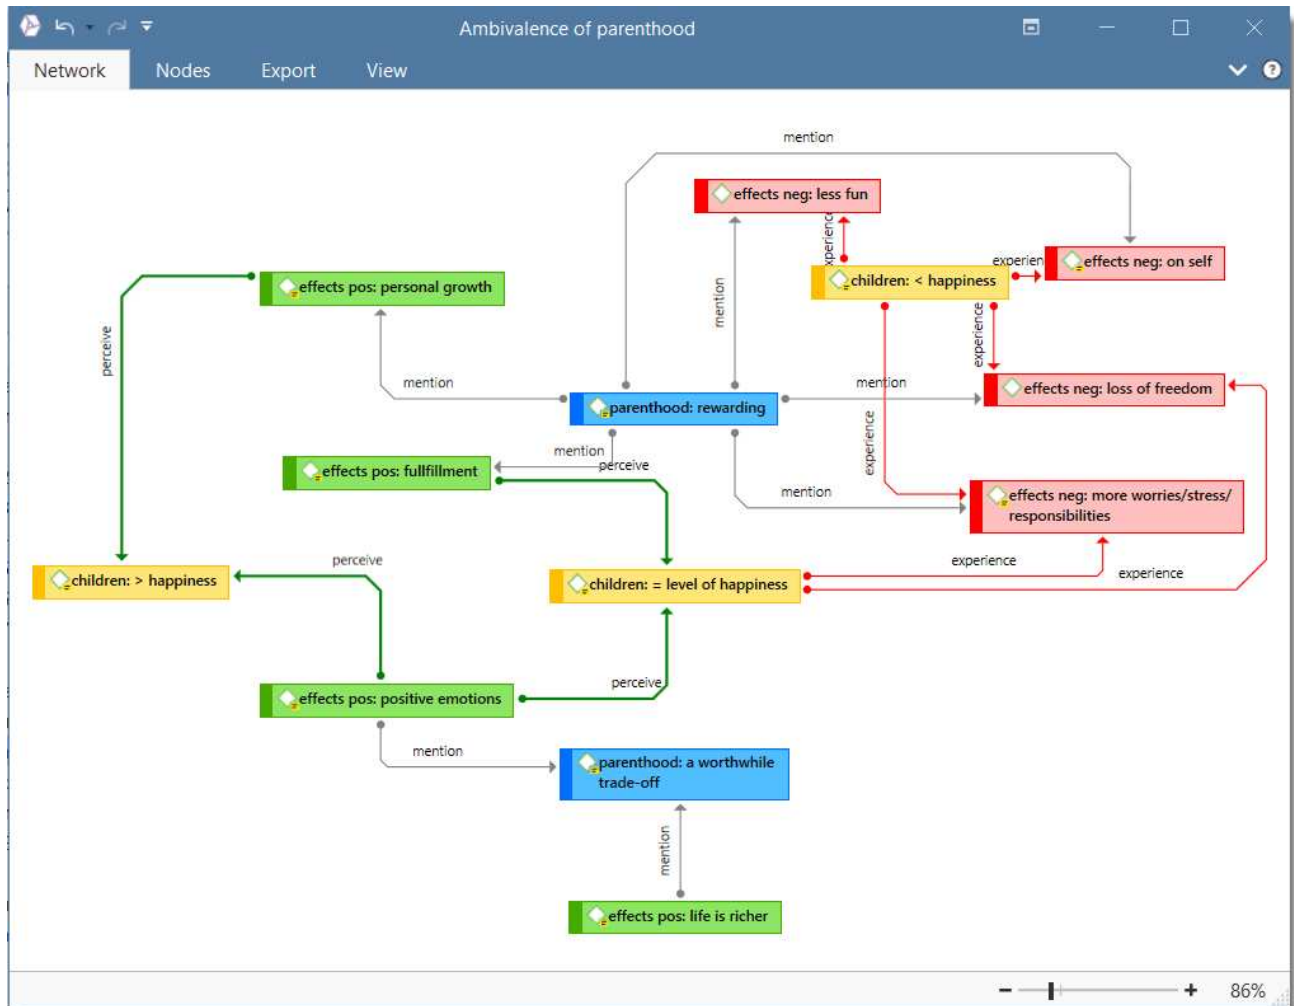 Ambivalence of parenthood
Network Nodes Export View
mention
effects neg: less fun
experience
experien
effects neg: on self
children: < happiness
effects pos: personal growth
mention
perceive
experience
mention
mention
effects neg: loss of freedom
parenthood: rewarding
experience
mention
perceive
effects pos: fullfillment
mention
effects neg: more worries/stress/
responsibilities
perceive
experience
experience
children: > happiness
children: = level of happiness
perceive
effects pos: positive emotions
mention
parenthood: a worthwhile
trade-off
mention
effects pos: life is richer
86%